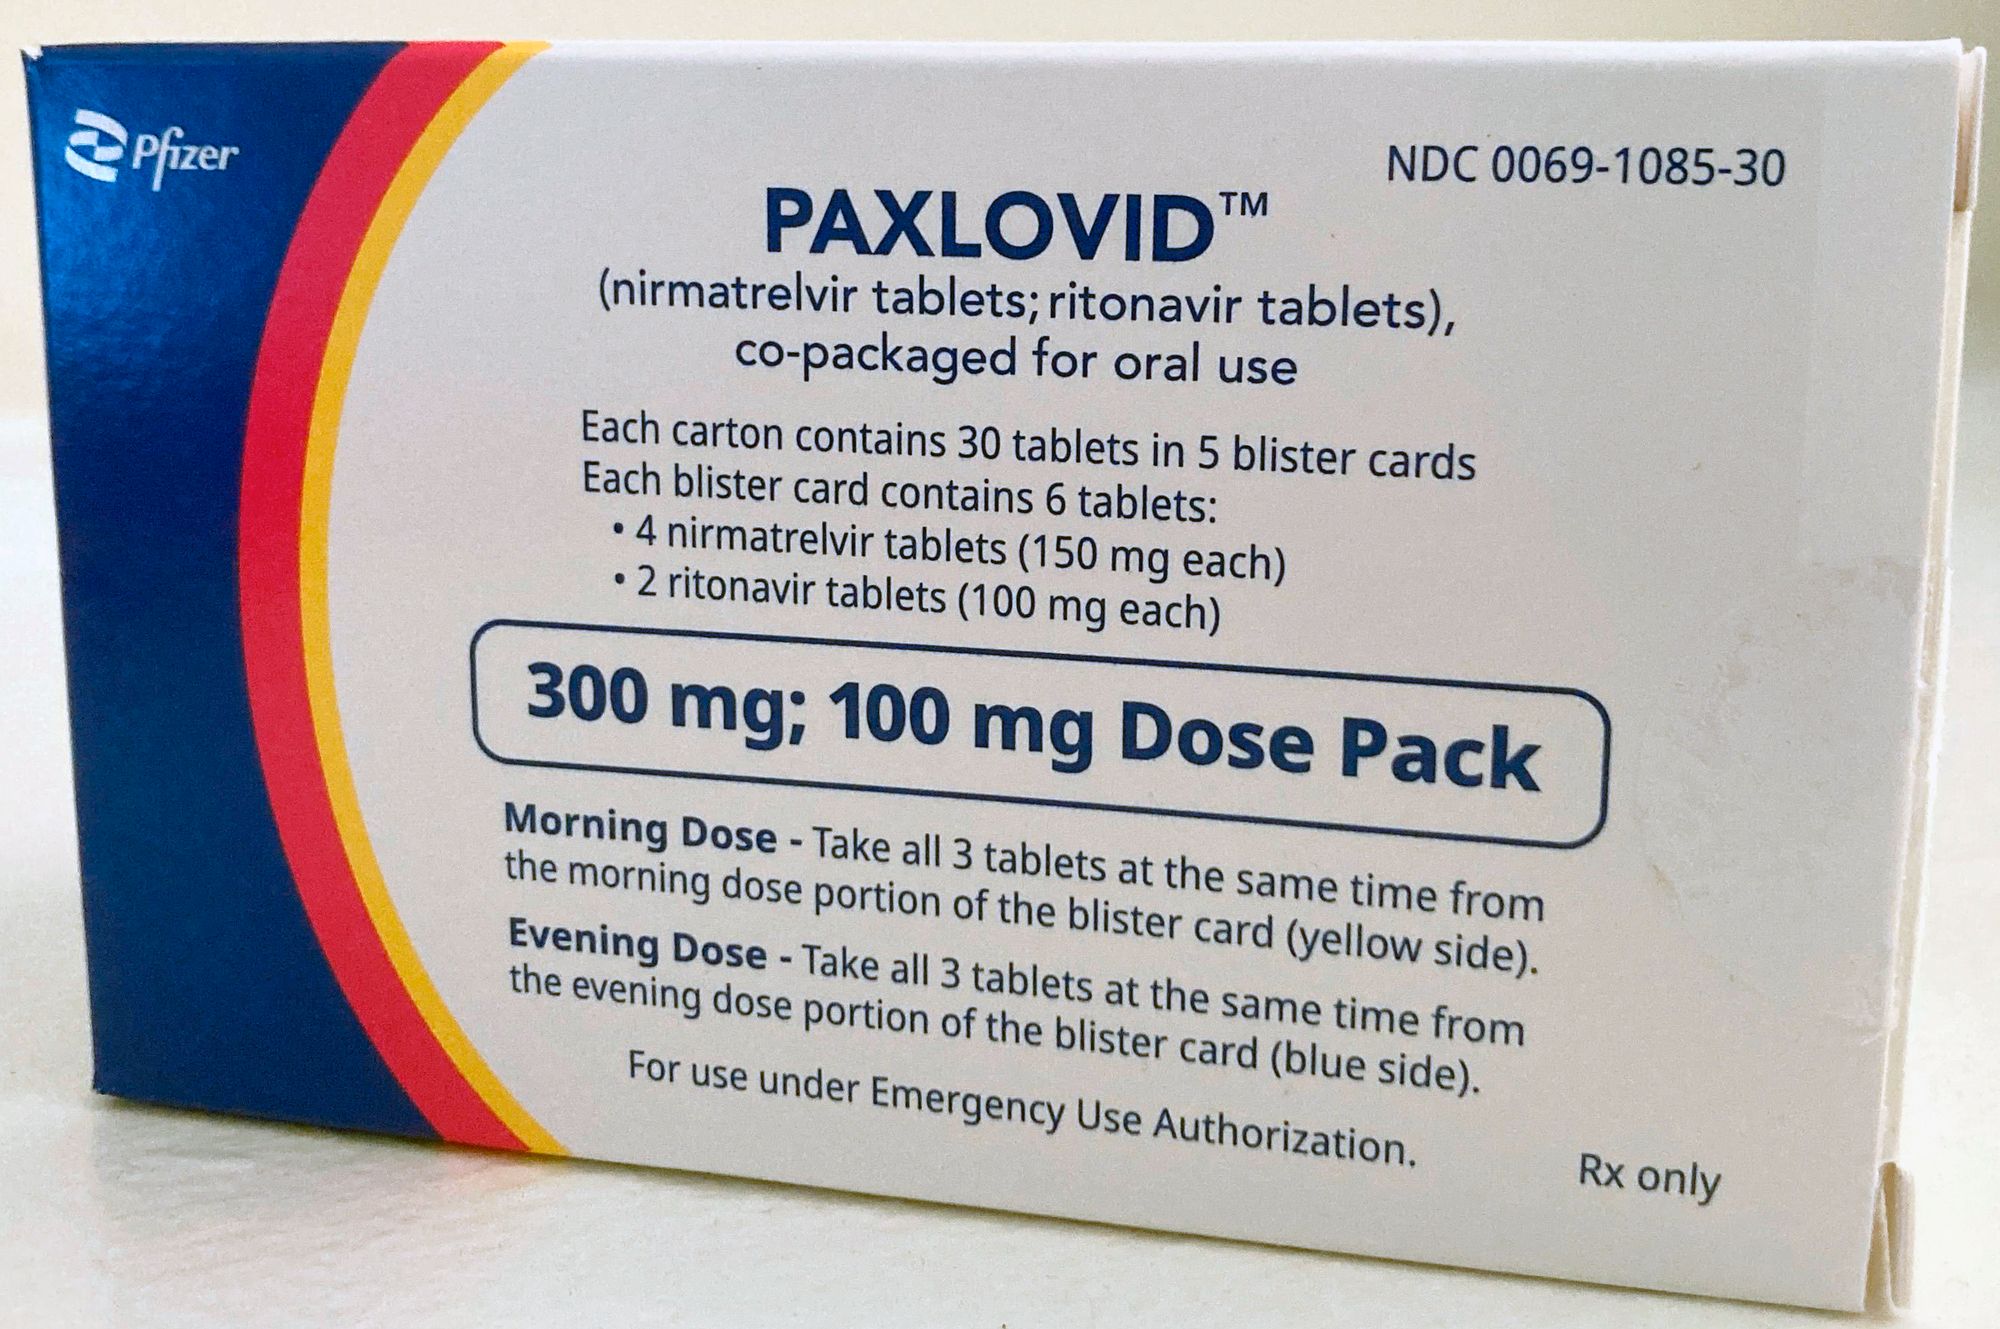 Pfizer
NDC 0069-1085-30
PAXLOVID™
(nirmatrelvir tablets; ritonavir tablets),
co-packaged for oral use
Each carton contains 30 tablets in 5 blister cards
Each blister card contains 6 tablets:
• 4 nirmatrelvir tablets (150 mg each)
• 2 ritonavir tablets (100 mg each)
300 mg; 100 mg Dose Pack
Morning Dose - Take all 3 tablets at the same time from
the morning dose portion of the blister card (yellow side).
Evening Dose - Take all 3 tablets at the same time from
the evening dose portion of the blister card (blue side).
For use under Emergency Use Authorization.
Rx only